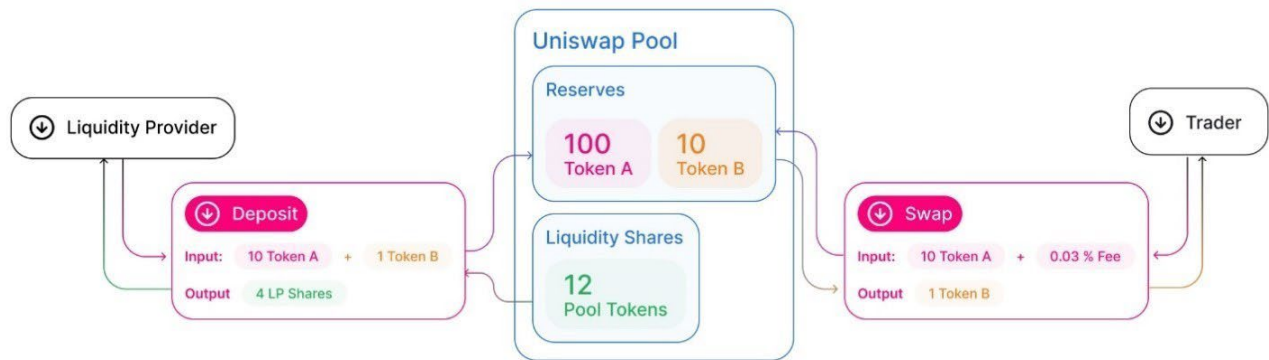 Liquidity Provider
Deposit
Input: 10 Token A + 1 Token B
Output 4 LP Shares
Uniswap Pool
Reserves
100
Token A
10
Token B
Liquidity Shares
12
Pool Tokens
Trader
Swap
Input: 10 Token A + 0.03 % Fee
Output 1 Token B